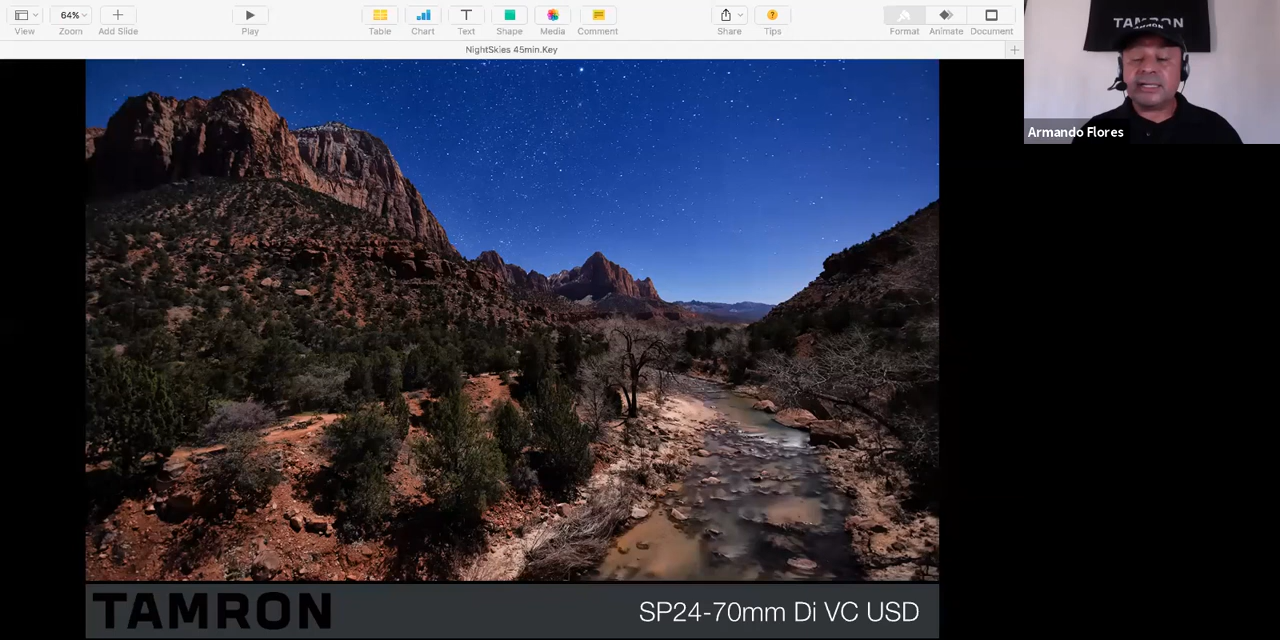 64%
View
Zoom
Add Slide
Play
Table
Chart
Text
Shape
Media
Comment
Share
Tips
Format
Animate
Document
NightSkies 45min.Key
TAMRON
Armando Flores
TAMRON
SP24-70mm Di VC USD